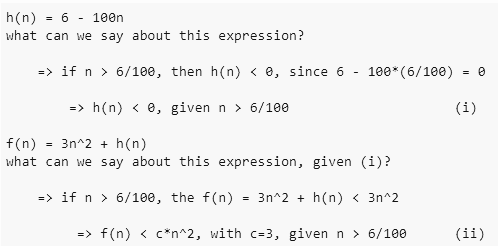 h(n) = 6 - 100n
what can we say about this expression?
=> if n > 6/100, then h(n) < 0, since 6 - 100*(6/100) = 0
=> h(n) < 0, given n > 6/100 (i)
f(n) = 3n^2 + h(n)
what can we say about this expression, given (i)?
=> if n > 6/100, the f(n) = 3n^2 + h(n) < 3n^2
=> f(n) < c*n^2, with c=3, given n > 6/100 (ii)